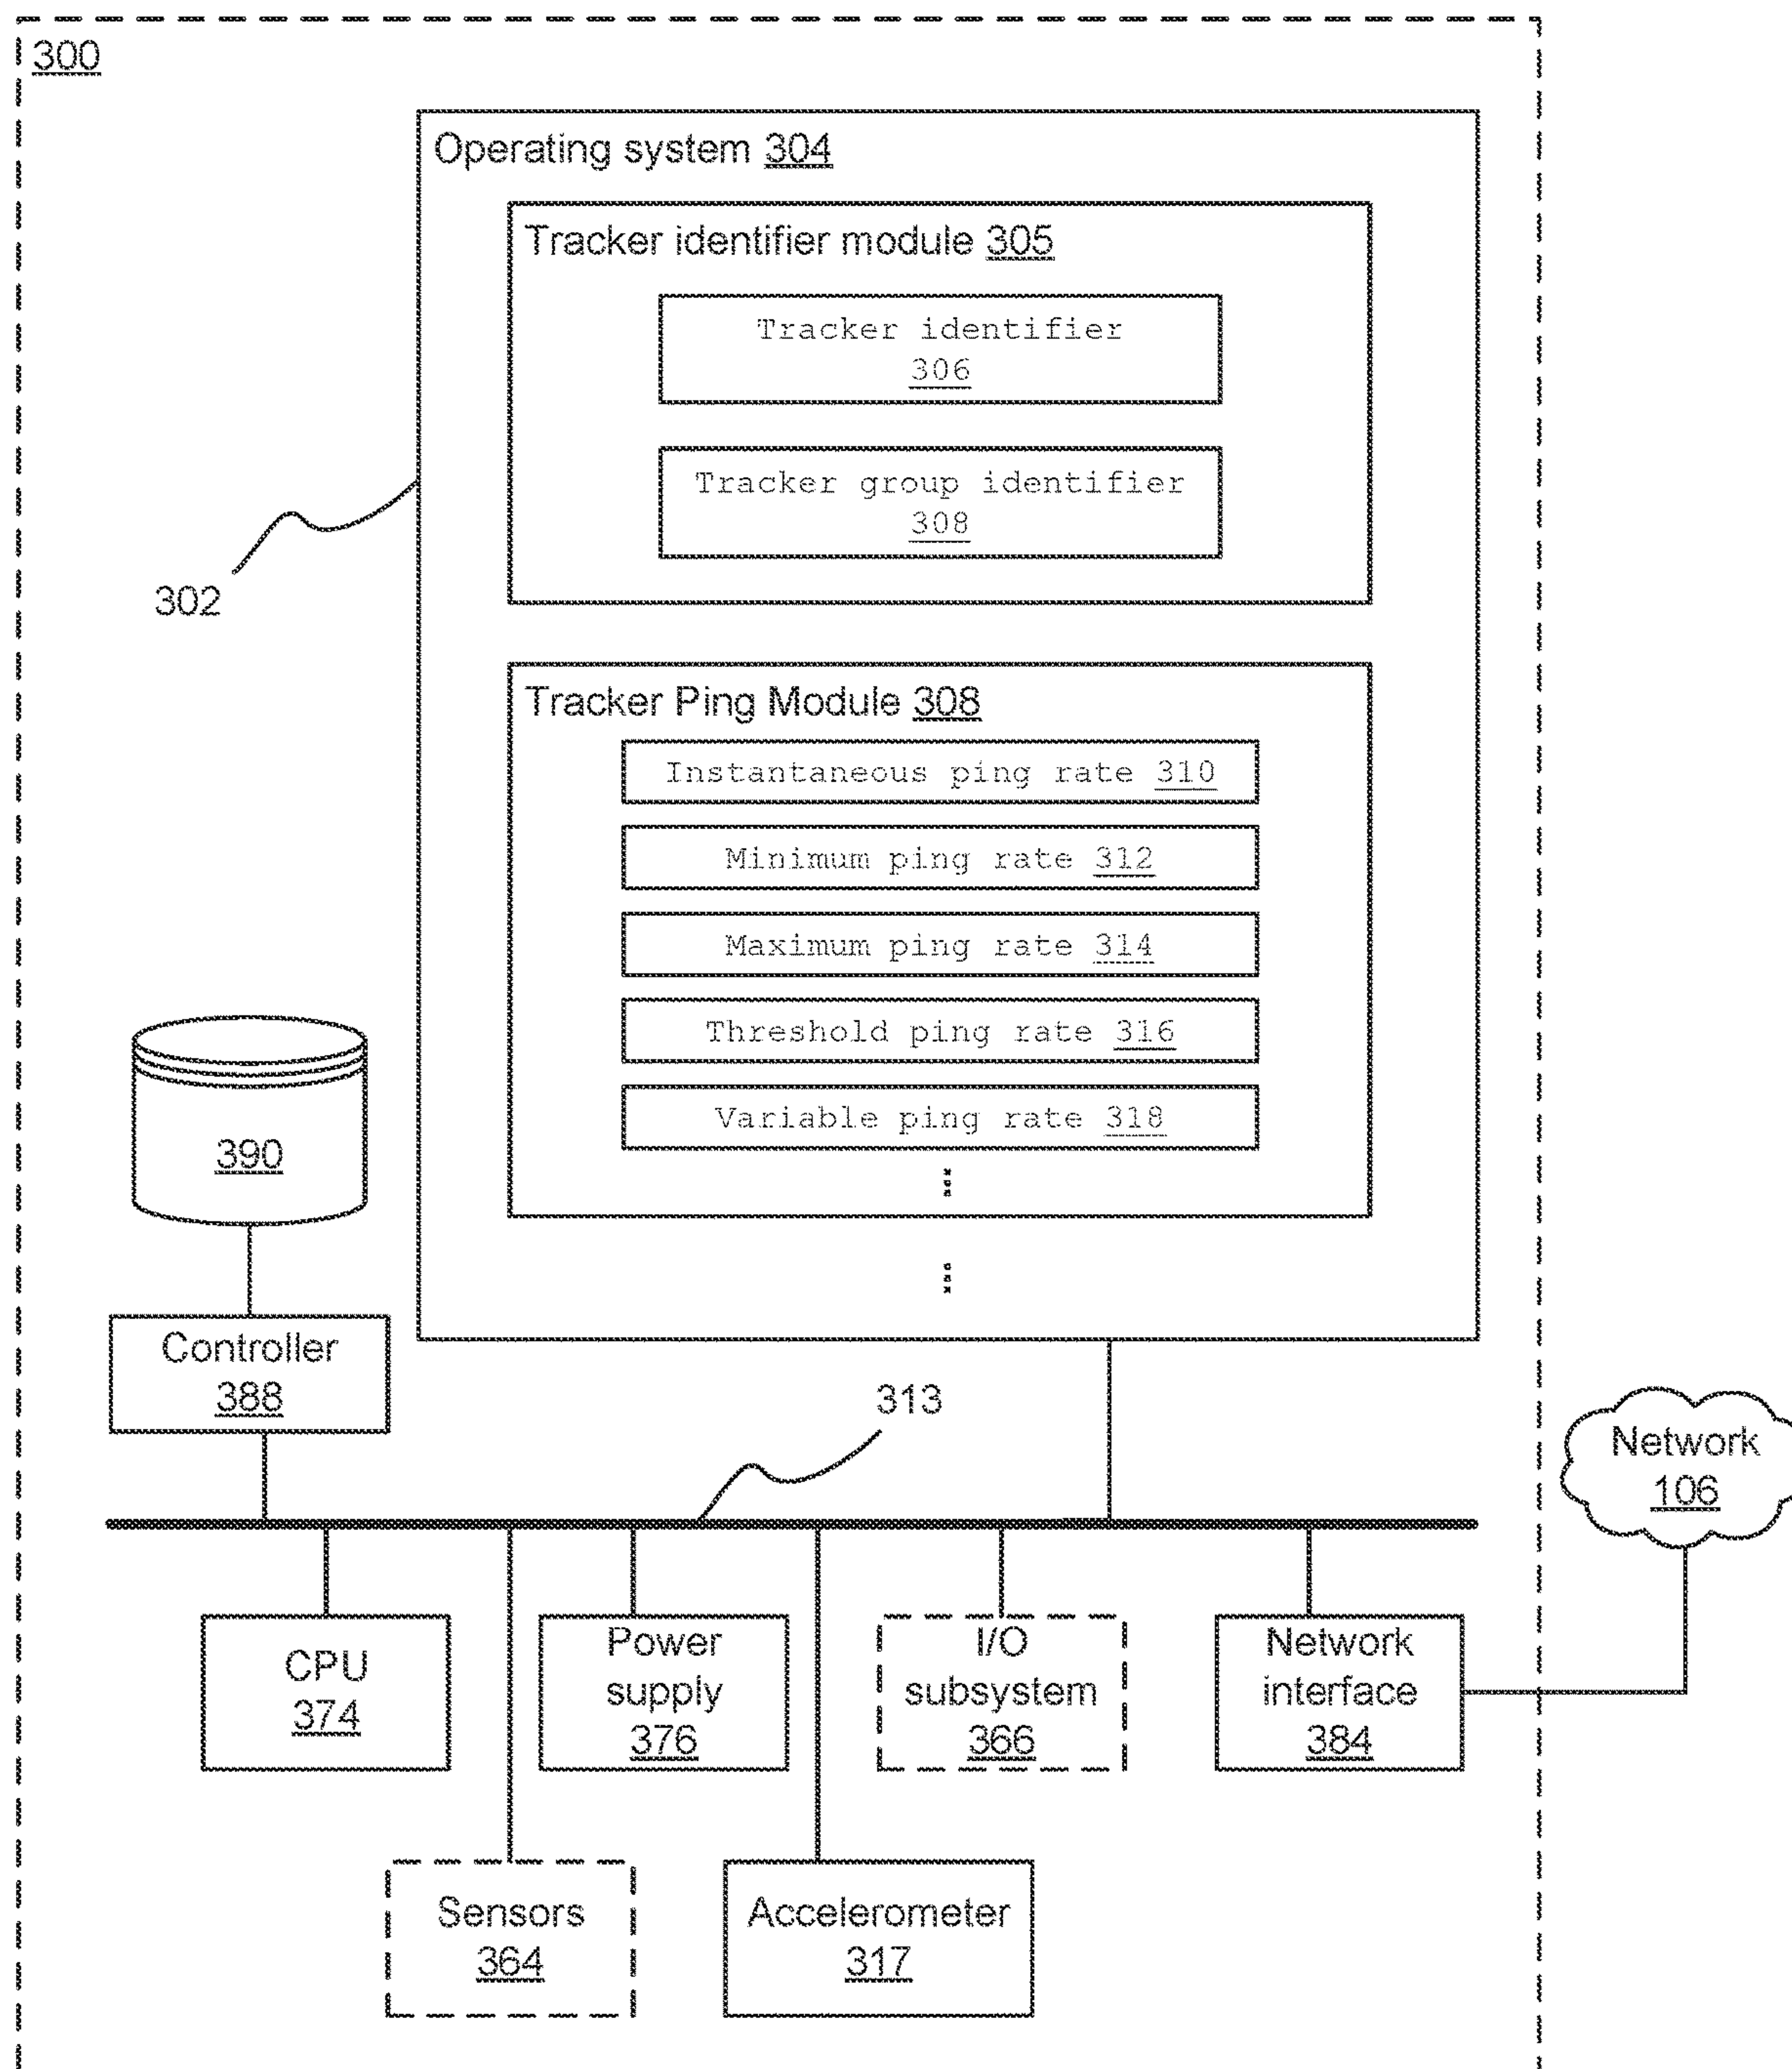 300
Operating system 304
Tracker identifier module 305
Tracker identifier
306
Tracker group identifier
308
302
Tracker Ping Module 308
Instantaneous ping rate 310
Minimum ping rate 312
Maximum ping rate 314
Threshold ping rate 316
Variable ping rate 318
390
Controller
388
313
Network
106
CPU
374
Power
supply
376
I/O
subsystem
366
Network
interface
384
Sensors
364
Accelerometer
317